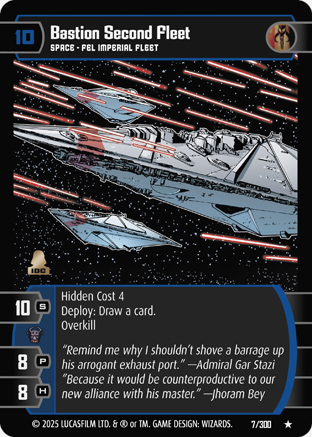 10 Bastion Second Fleet
SPACE - FEL IMPERIAL FLEET
IDC
10 S
Hidden Cost 4
Deploy: Draw a card.
Overkill
8 P
8 H
“Remind me why I shouldn’t shove a barrage up
his arrogant exhaust port.” —Admiral Gar Stazi
“Because it would be counterproductive to our
new alliance with his master.” —Jhoram Bey
© 2025 LUCASFILM LTD. & ® or TM. GAME DESIGN: WIZARDS. 7/300